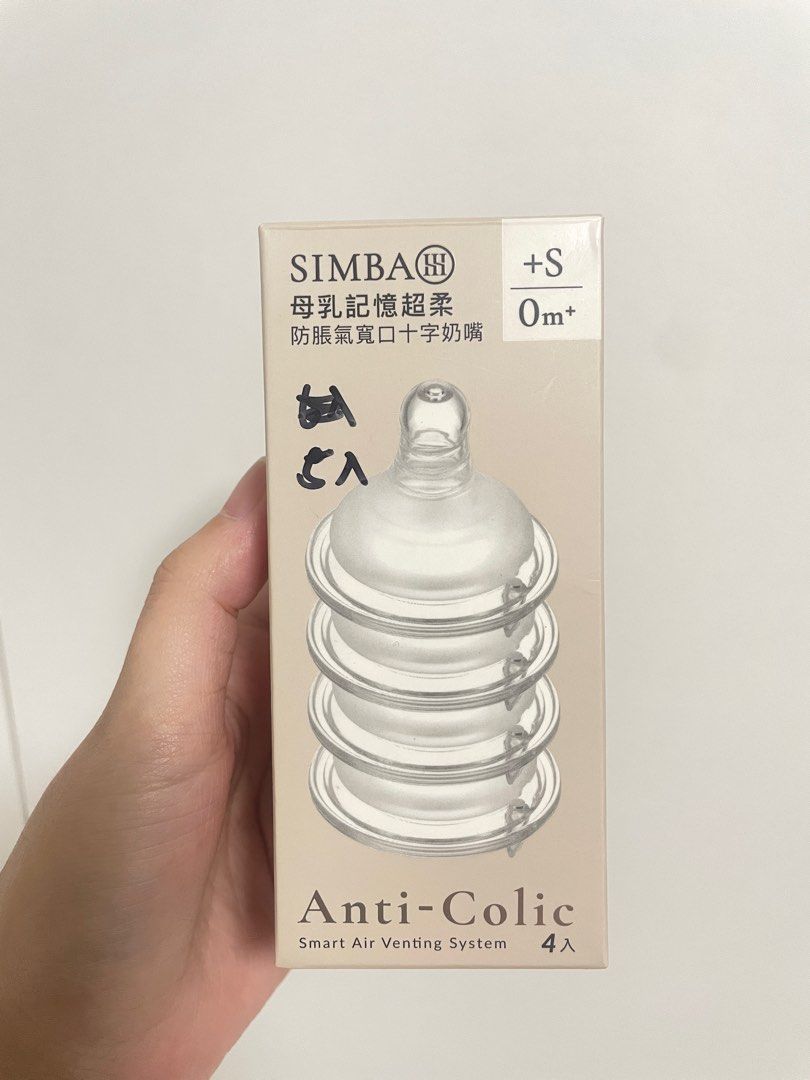 SIMBA
+S
0m+
母乳記憶超柔
防脹氣寬口十字奶嘴
5入
Anti-Colic
Smart Air Venting System 4入